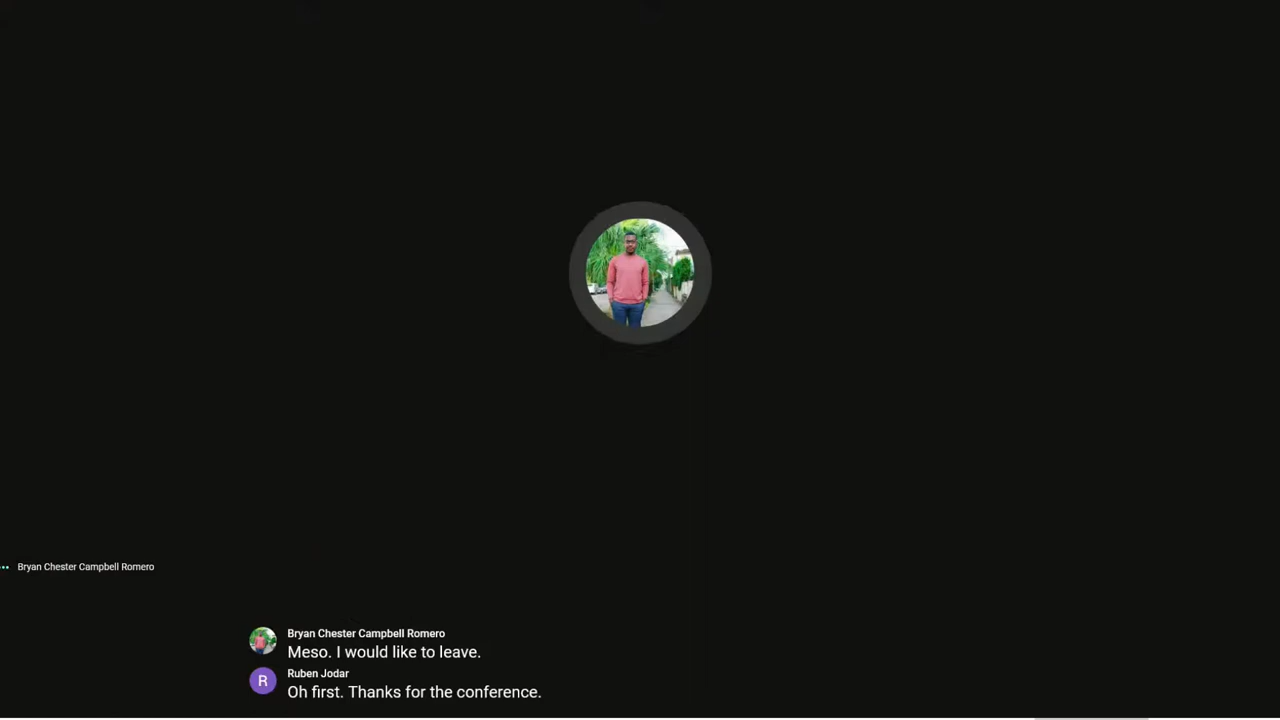 Bryan Chester Campbell Romero
Bryan Chester Campbell Romero
Meso. I would like to leave.
Ruben Jodar
R
Oh first. Thanks for the conference.